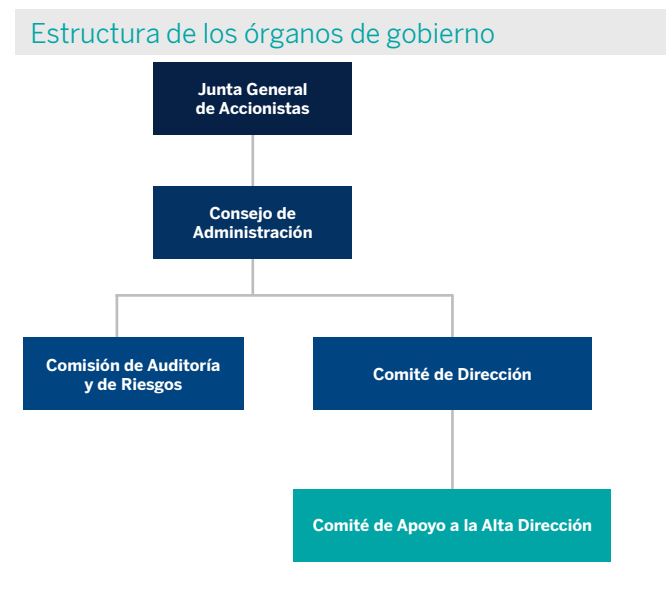 Estructura de los órganos de gobierno
Junta General
de Accionistas
Consejo de
Administración
Comisión de Auditoría
y de Riesgos
Comité de Dirección
Comité de Apoyo a la Alta Dirección